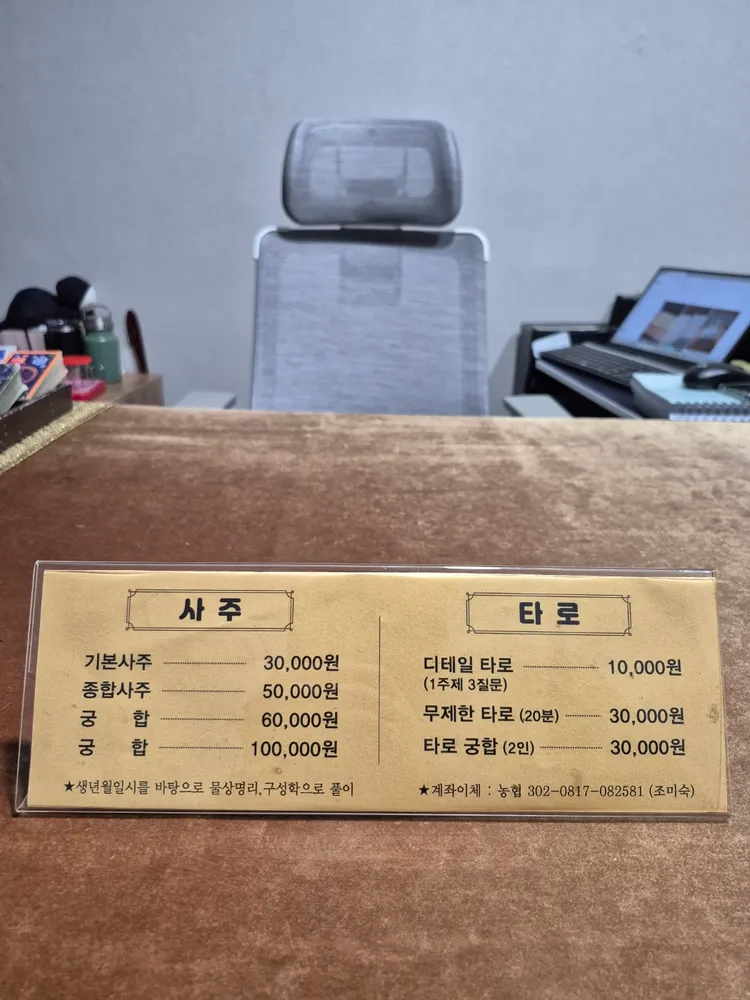 사주
기본사주 30,000원
종합사주 50,000원
궁 합 60,000원
궁 합 100,000원
★생년월일시를 바탕으로 물상명리,구성학으로 풀이
타로
디테일 타로 10,000원
(1주제 3질문)
무제한 타로 (20분) 30,000원
타로 궁합 (2인) 30,000원
★계좌이체 : 농협 302-0817-082581 (조미숙)